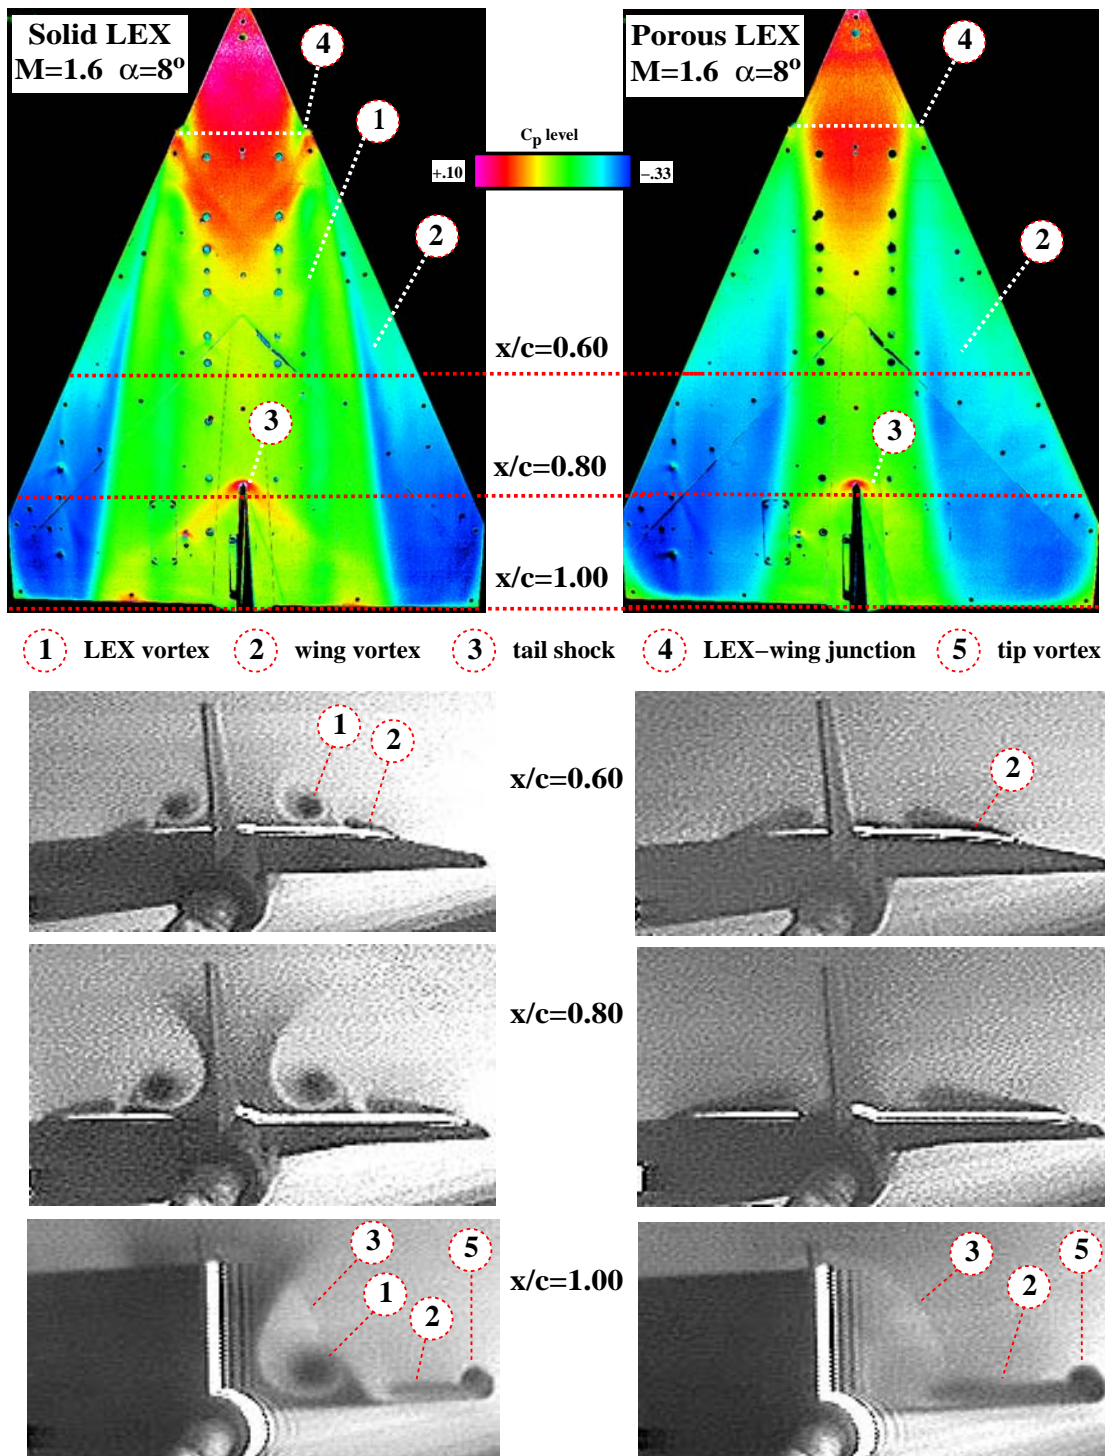 Solid LEX
M=1.6 α=8°
4
1
2
3
Porous LEX
M=1.6 α=8°
4
2
3
Cp level
+.10
−.33
x/c=0.60
x/c=0.80
x/c=1.00
1 LEX vortex 2 wing vortex 3 tail shock 4 LEX−wing junction 5 tip vortex
1
2
x/c=0.60
2
x/c=0.80
3
5
1
2
x/c=1.00
3
5
2